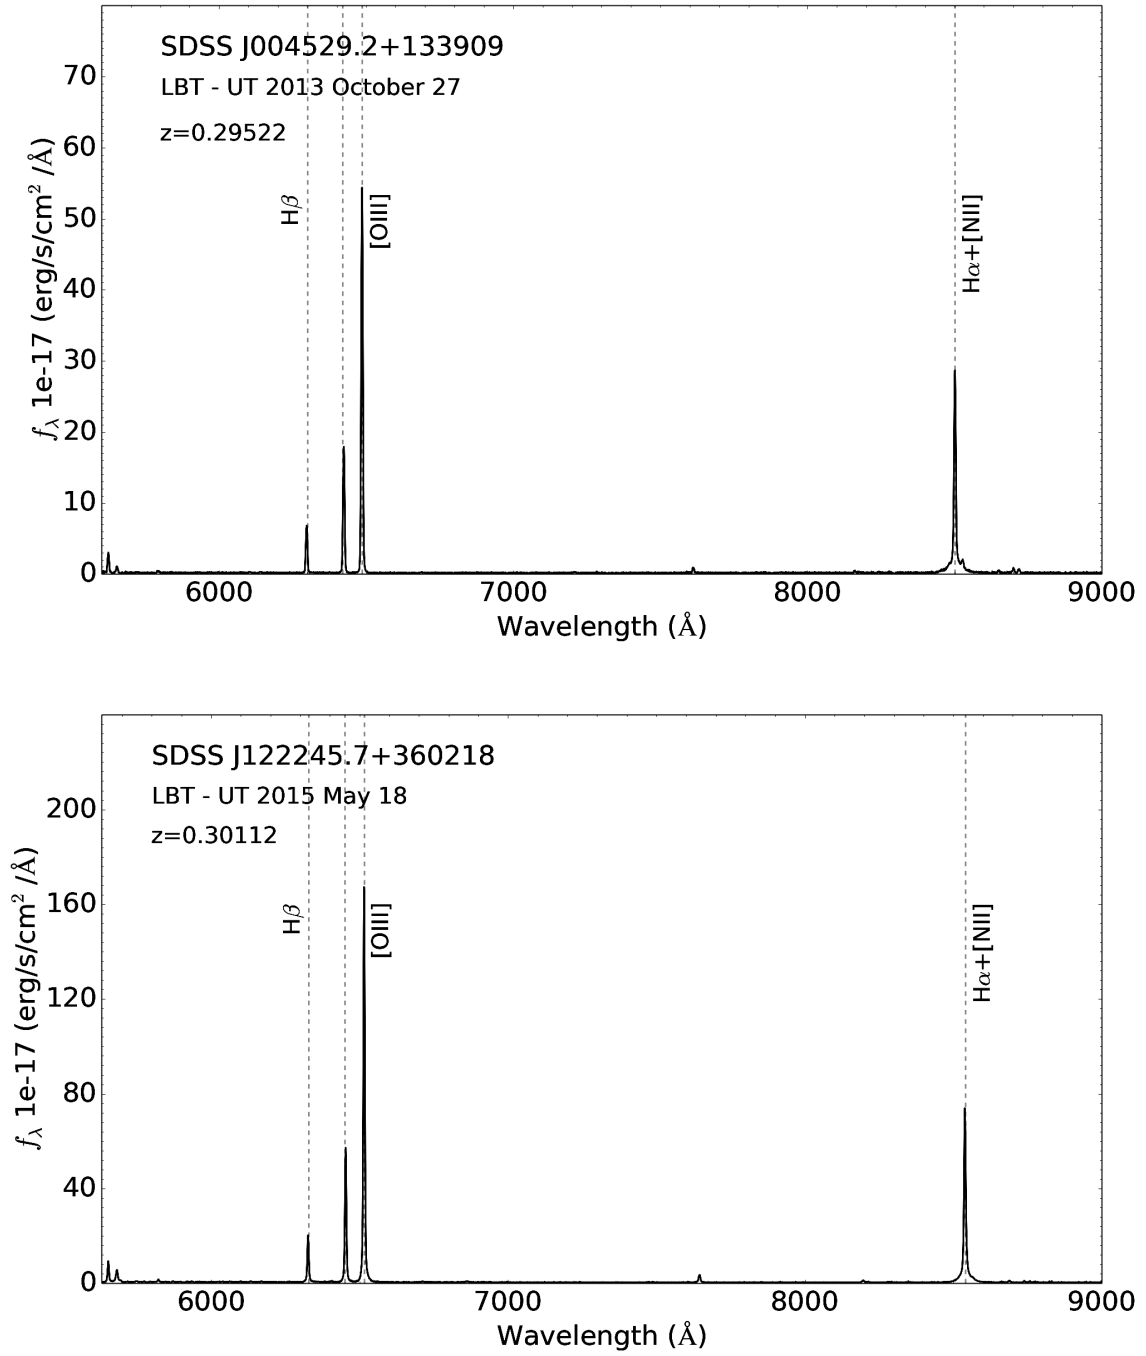 SDSS J004529.2+133909
LBT - UT 2013 October 27
z=0.29522
Hβ
[OIII]
Hα+[NII]
fλ 1e-17 (erg/s/cm² /Å)
70
60
50
40
30
20
10
0
6000 7000 8000 9000
Wavelength (Å)
SDSS J122245.7+360218
LBT - UT 2015 May 18
z=0.30112
Hβ
[OIII]
Hα+[NII]
fλ 1e-17 (erg/s/cm² /Å)
200
160
120
80
40
0
6000 7000 8000 9000
Wavelength (Å)